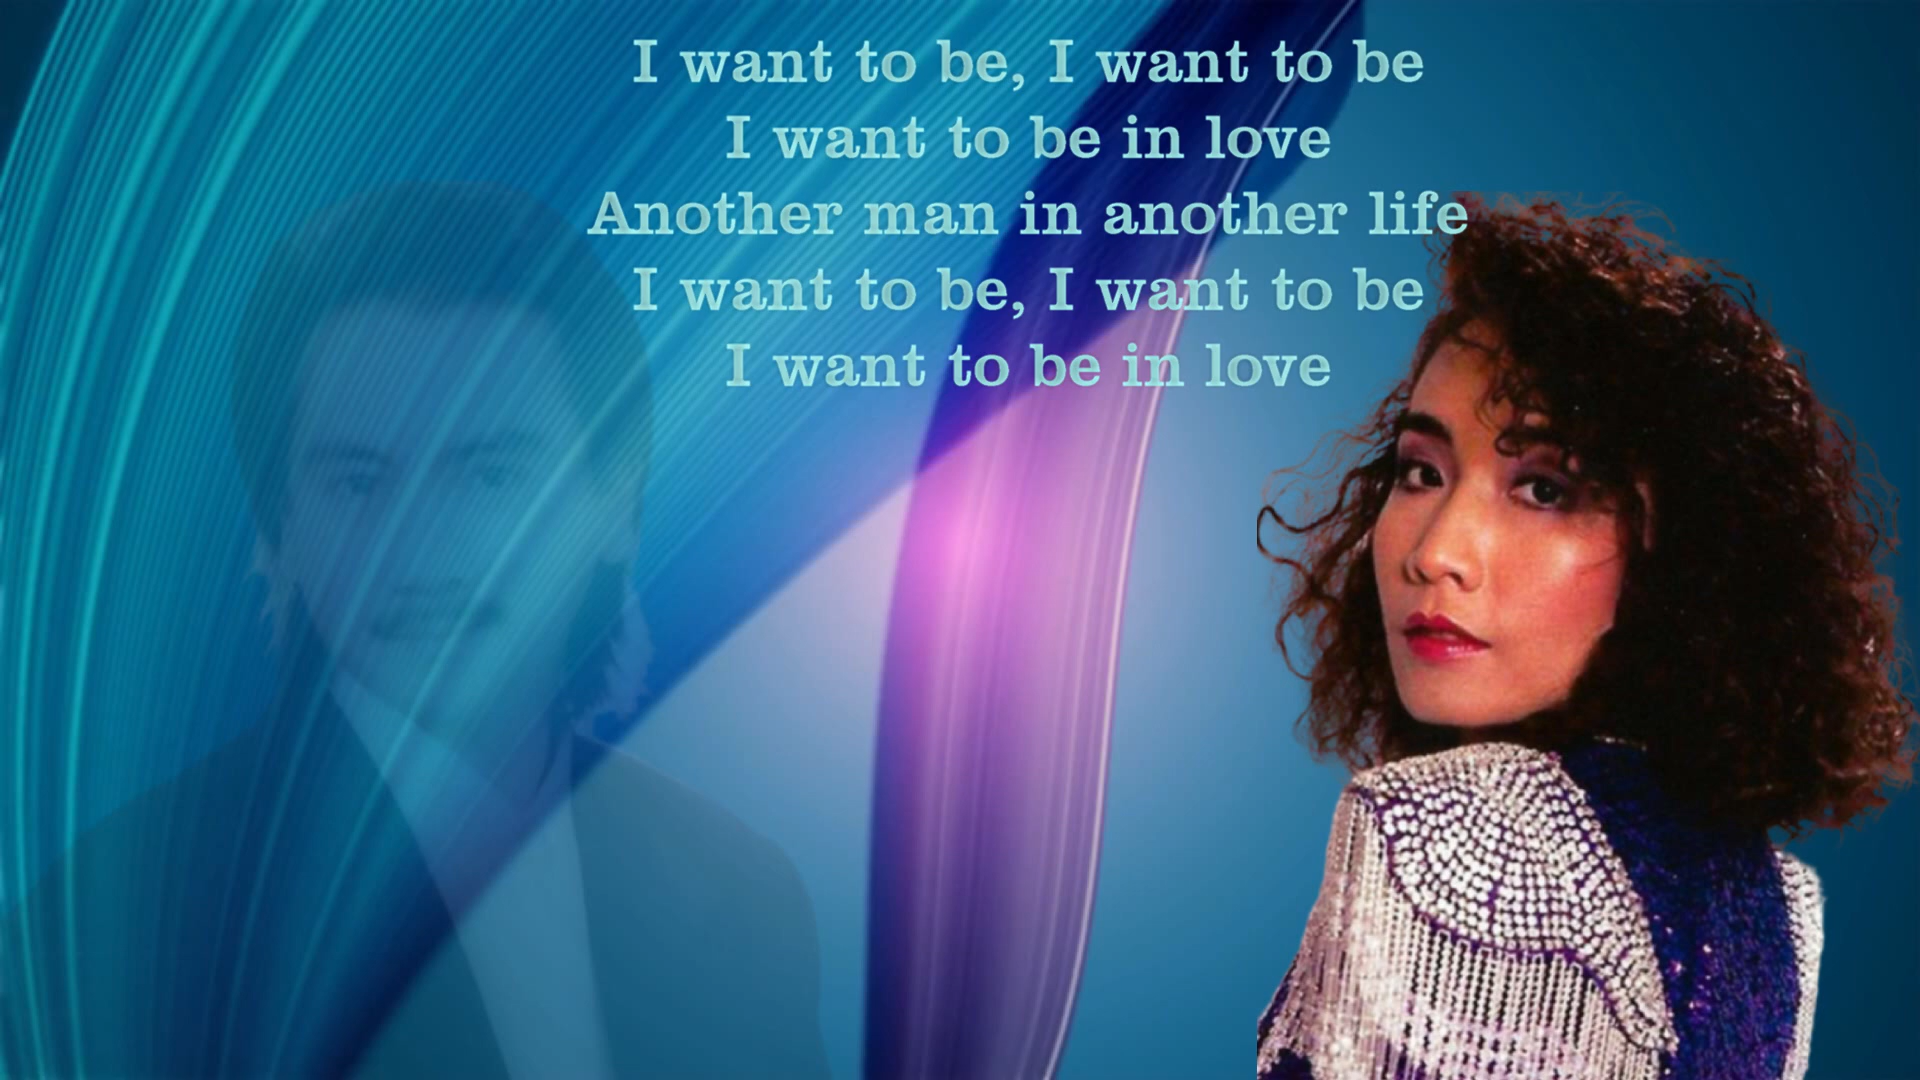 I want to be, I want to be
I want to be in love
Another man in another life
I want to be, I want to be
I want to be in love